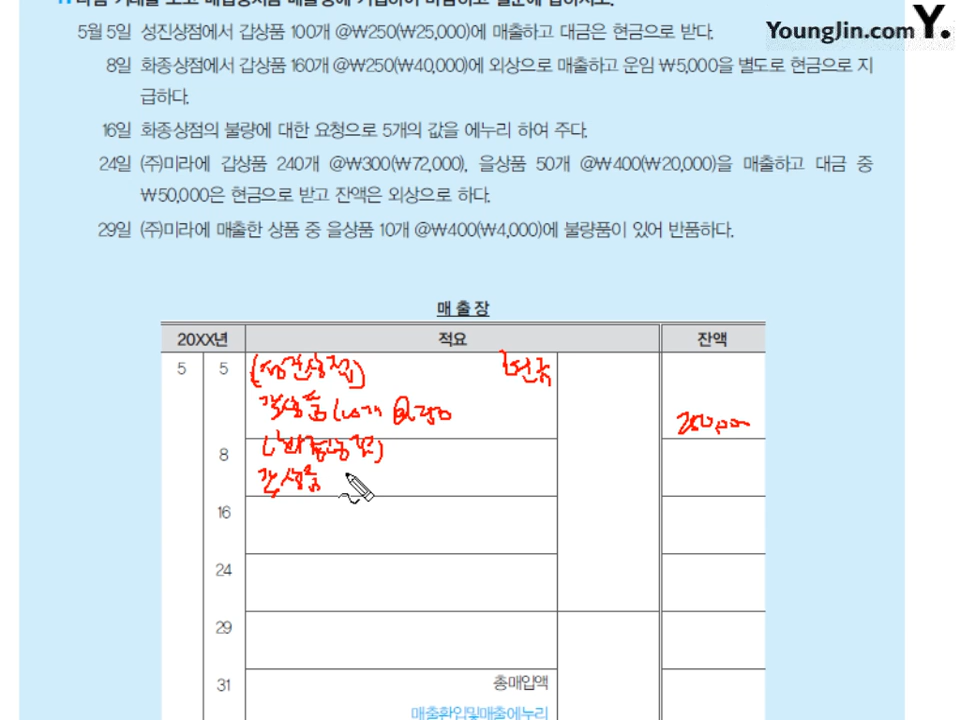 YoungJin.com Y.
5월 5일 성진상점에서 갑상품 100개 @₩250(₩25,000)에 매출하고 대금은 현금으로 받다.
8일 화종상점에서 갑상품 160개 @₩250(₩40,000)에 외상으로 매출하고 운임 ₩5,000을 별도로 현금으로 지
급하다.
16일 화종상점의 불량에 대한 요청으로 5개의 값을 에누리 하여 주다.
24일 (주)미라에 갑상품 240개 @₩300(₩72,000), 을상품 50개 @₩400(₩20,000)을 매출하고 대금 중
₩50,000은 현금으로 받고 잔액은 외상으로 하다.
29일 (주)미라에 매출한 상품 중 을상품 10개 @₩400(₩4,000)에 불량품이 있어 반품하다.
매 출 장
20XX년 적요 잔액
5 5 (성진상점) 현금
갑상품
8
갑상품
16
24
29
31 총매입액
매출환입및매출에누리